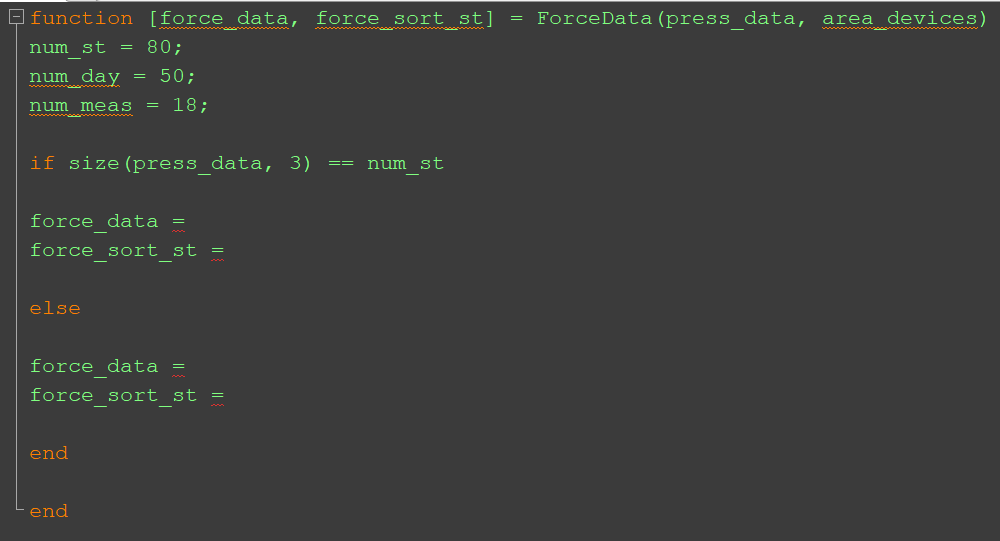 function [force_data, force_sort_st] = ForceData(press_data, area_devices)
num_st = 80;
num_day = 50;
num_meas = 18;
if size(press_data, 3) == num_st
force_data =
force_sort_st =
else
force_data =
force_sort_st =
end
end